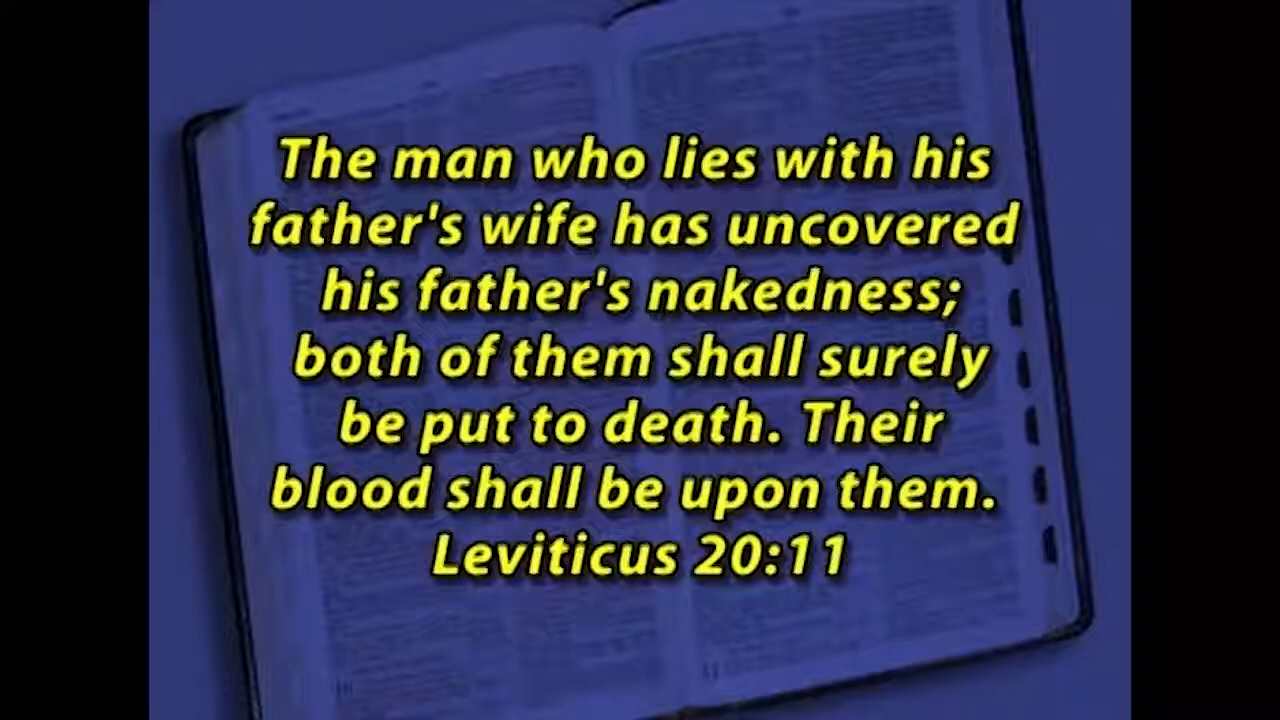 The man who lies with his
father's wife has uncovered
his father's nakedness;
both of them shall surely
be put to death. Their
blood shall be upon them.
Leviticus 20:11